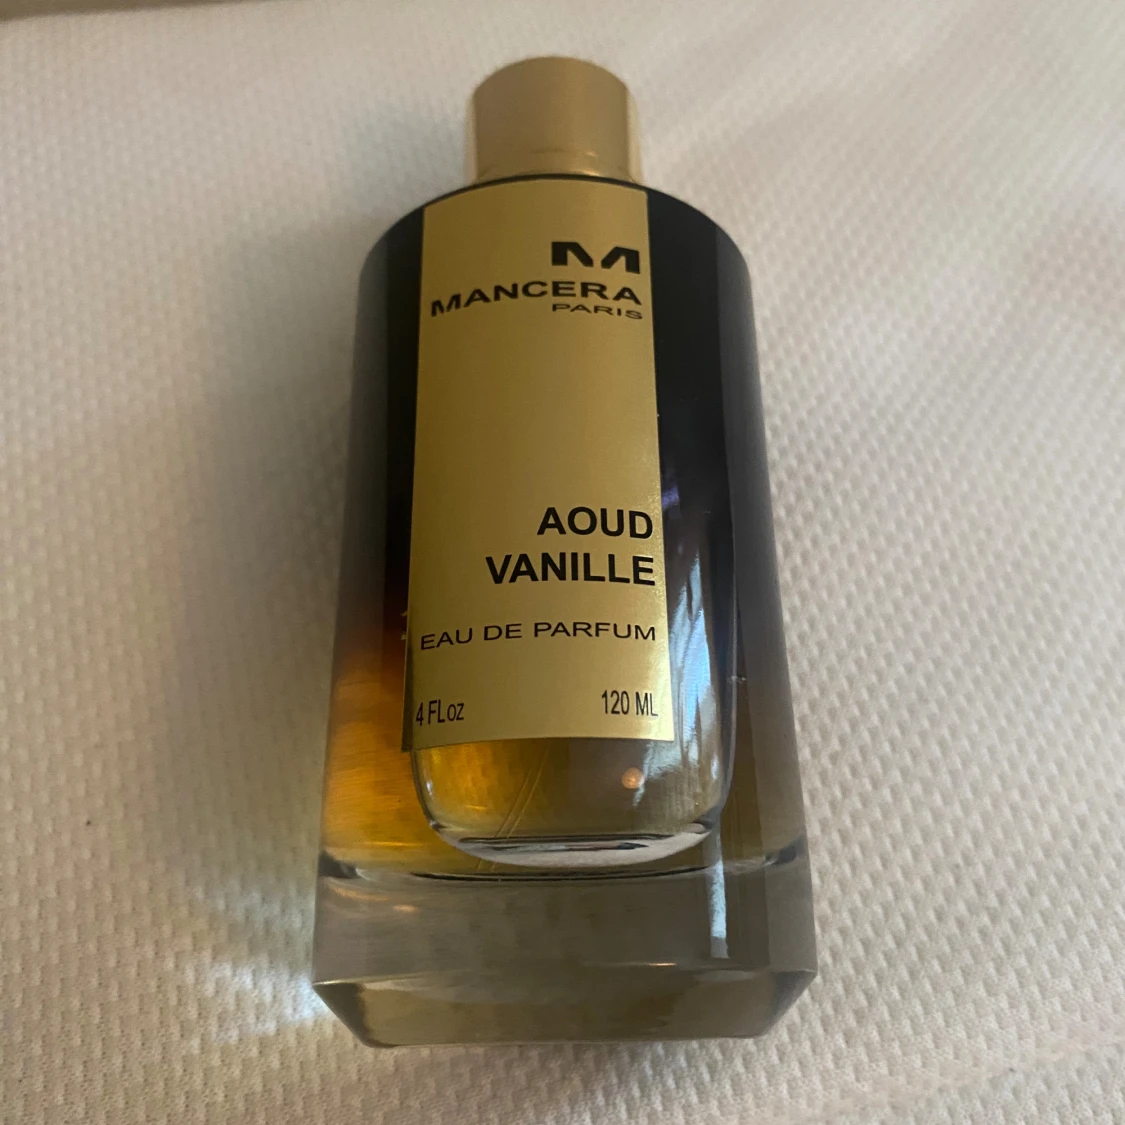 M
MANCERA
PARIS
AOUD
VANILLE
EAU DE PARFUM
4 FLoz 120 ML